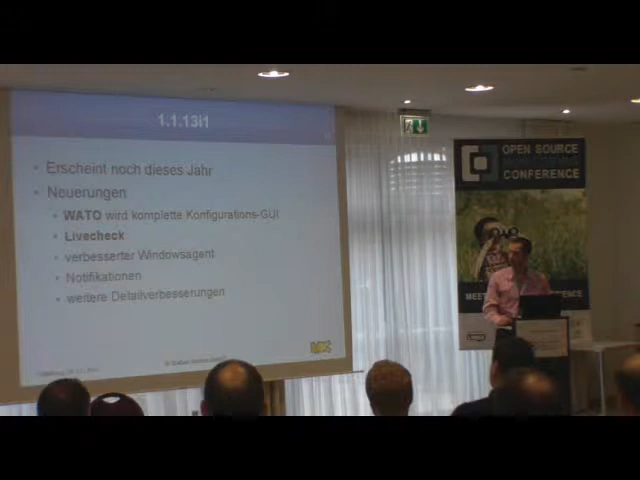 1.1.13i1
Erscheint noch dieses Jahr
Neuerungen
WATO wird komplette Konfigurations-GUI
Livecheck
verbesserter Windowsagent
Notifikationen
weitere Detailverbesserungen
OPEN SOURCE
MONITORING
CONFERENCE